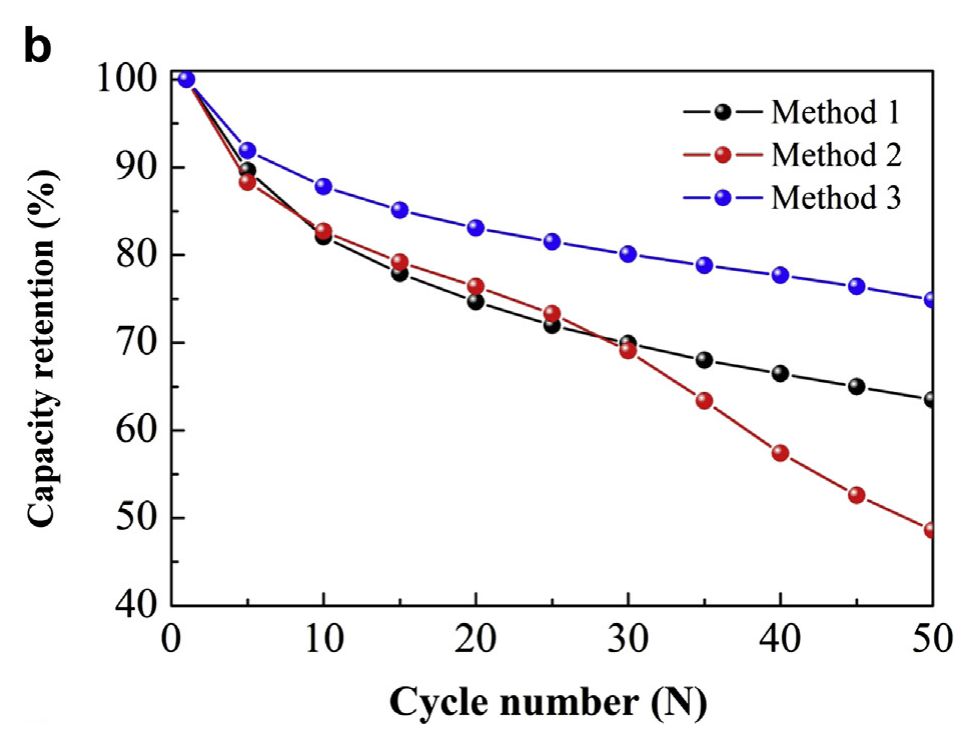 b
100
90
80
70
60
50
40
0 10 20 30 40 50
Method 1
Method 2
Method 3
Capacity retention (%)
Cycle number (N)